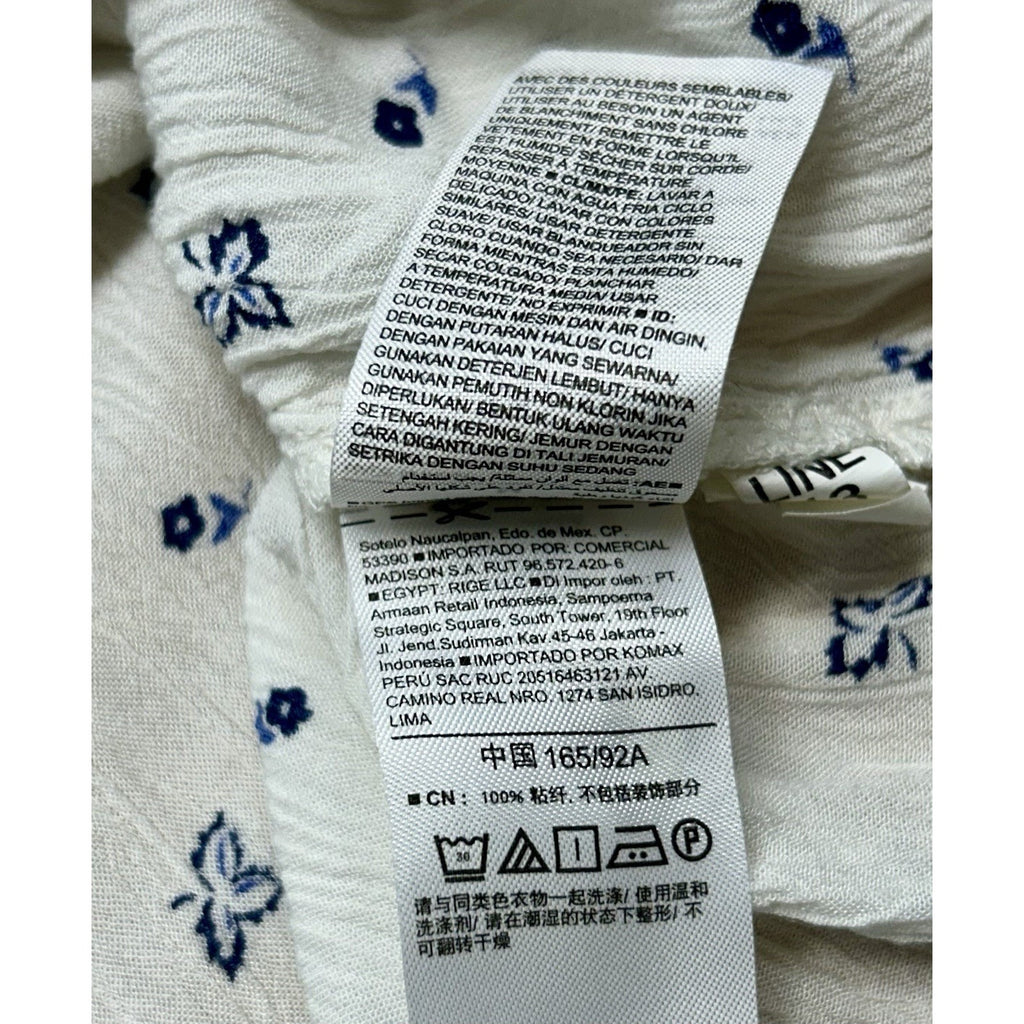 AVEC DES COULEURS SEMBLABLES/
UTILISER UN DÉTERGENT DOUX/
UTILISER AU BESOIN UN AGENT
DE BLANCHIMENT SANS CHLORE
UNIQUEMENT/ REMETTRE LE
VETEMENT EN FORME LORSQU'IL
EST HUMIDE/ SÉCHER SUR CORDE/
REPASSER À TEMPÉRATURE
MOYENNE ■ CL/MX/PE: LAVAR A
MAQUINA CON AGUA FRIA CICLO
DELICADO/ LAVAR CON COLORES
SIMILARES/ USAR DETERGENTE
SUAVE/ USAR BLANQUEADOR SIN
CLORO CUANDO SEA NECESARIO/ DAR
FORMA MIENTRAS ESTA HUMEDO/
SECAR COLGADO/ PLANCHAR
A TEMPERATURA MEDIA/ USAR
DETERGENTE/ NO EXPRIMIR ■ ID:
CUCI DENGAN MESIN DAN AIR DINGIN,
DENGAN PUTARAN HALUS/ CUCI
DENGAN PAKAIAN YANG SEWARNA/
GUNAKAN DETERJEN LEMBUT/ HANYA
GUNAKAN PEMUTIH NON KLORIN JIKA
DIPERLUKAN/ BENTUK ULANG WAKTU
SETENGAH KERING/ JEMUR DENGAN
CARA DIGANTUNG DI TALI JEMURAN/
SETRIKA DENGAN SUHU SEDANG
■AE:
LINE
Sotelo Naucalpan, Edo. de Mex. CP.
53390 ■IMPORTADO POR: COMERCIAL
MADISON S.A. RUT 96.572.420-6
■EGYPT: RIGE LLC ■Di Impor oleh : PT.
Armaan Retail Indonesia, Sampoerna
Strategic Square, South Tower, 19th Floor
Jl. Jend.Sudirman Kav.45-46 Jakarta -
Indonesia ■IMPORTADO POR KOMAX
PERÚ SAC RUC 20516463121 AV.
CAMINO REAL NRO. 1274 SAN ISIDRO,
LIMA
中国 165/92A
■ CN： 100% 粘纤, 不包括装饰部分
30 P
请与同类色衣物一起洗涤/ 使用温和
洗涤剂/ 请在潮湿的状态下整形/ 不
可翻转干燥